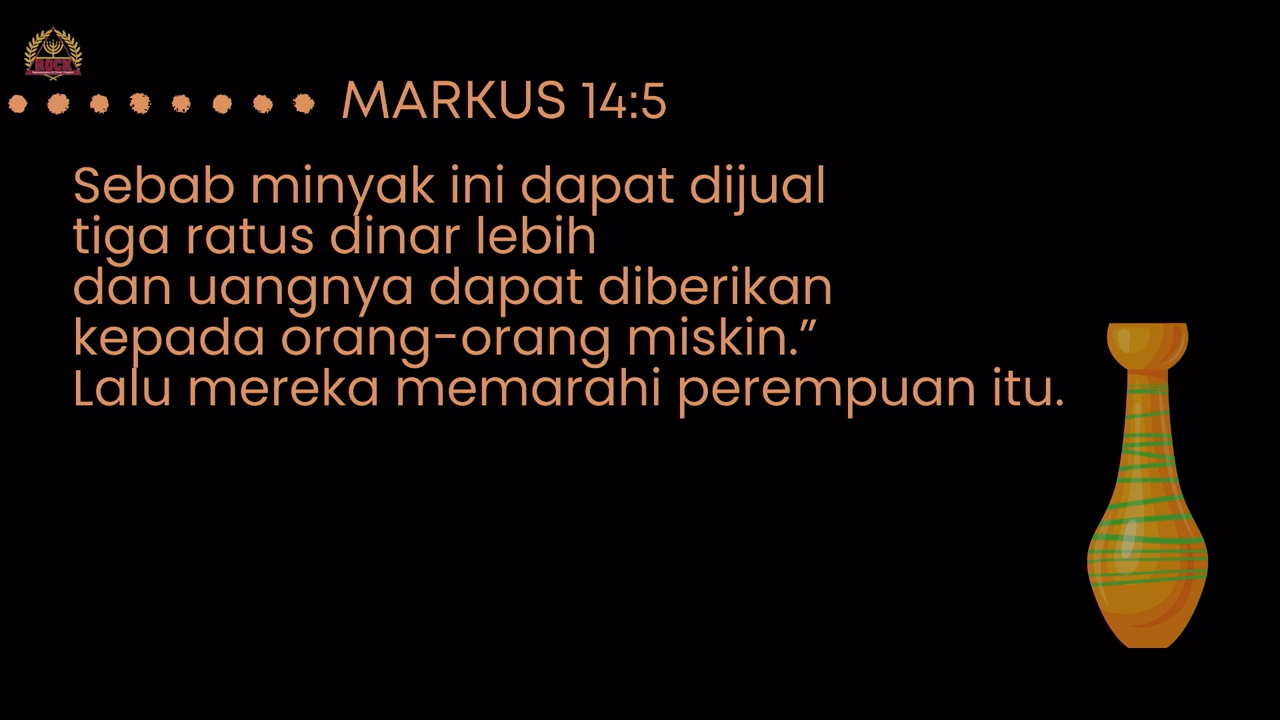 ROCK
MARKUS 14:5
Sebab minyak ini dapat dijual
tiga ratus dinar lebih
dan uangnya dapat diberikan
kepada orang-orang miskin.”
Lalu mereka memarahi perempuan itu.